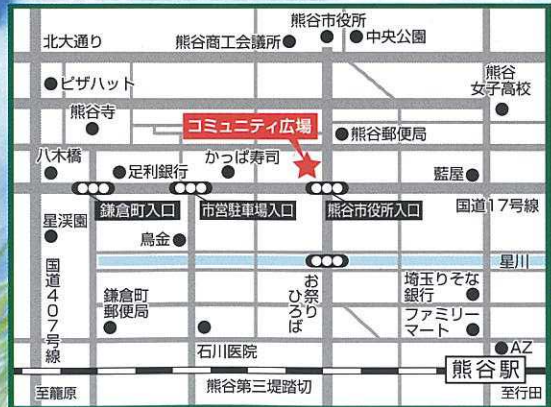 熊谷市役所
北大通り
熊谷商工会議所
中央公園
ピザハット
熊谷
女子高校
熊谷寺
コミュニティ広場
熊谷郵便局
八木橋
足利銀行
かっぱ寿司
藍屋
鎌倉町入口
市営駐車場入口
熊谷市役所入口
国道17号線
星渓園
鳥金
星川
国道407号線
鎌倉町
郵便局
お祭り
ひろば
埼玉りそな
銀行
ファミリー
マート
石川医院
AZ
熊谷駅
至籠原
熊谷第三堤踏切
至行田